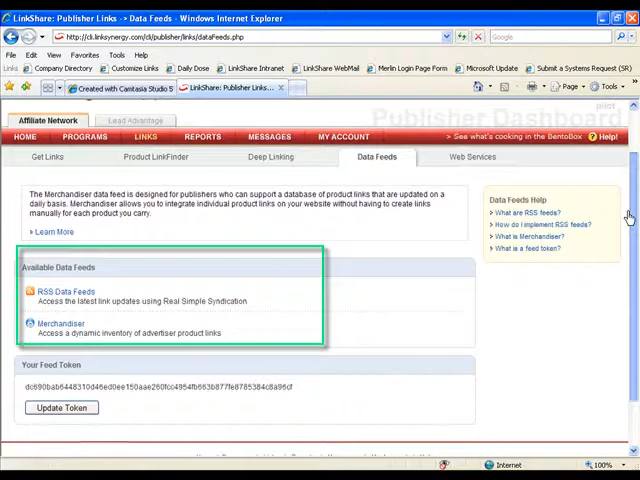 LinkShare: Publisher Links -> Data Feeds - Windows Internet Explorer
http://cli.linksynergy.com/cli/publisher/links/dataFeeds.php
Google
File Edit View Favorites Tools Help
Links Company Directory Customize Links Daily Dose Intranet LinkShare WebMail Merlin Login Page Form MediaPlayer Outpost Submit a Systems Request (SR)
Created with Camtasia Studio 5 LinkShare: Publisher Links... Page Tools
pilot
Publisher Dashboard
Affiliate Network Lead Advantage
HOME PROGRAMS LINKS REPORTS MESSAGES MY ACCOUNT > See what's cooking in the BentoBox Help!
Get Links Product LinkFinder Deep Linking Data Feeds Web Services
The Merchandiser data feed is designed for publishers who can support a database of product links that are updated on a
daily basis. Merchandiser allows you to integrate individual product links on your website without having to create links
manually for each product you carry.
Learn More
Data Feeds Help
What are RSS feeds?
How do I implement RSS feeds?
What is Merchandiser?
What is a feed token?
Available Data Feeds
RSS Data Feeds
Access the latest link updates using Real Simple Syndication
Merchandiser
Access a dynamic inventory of advertiser product links
Your Feed Token
Update Token
Internet 100%